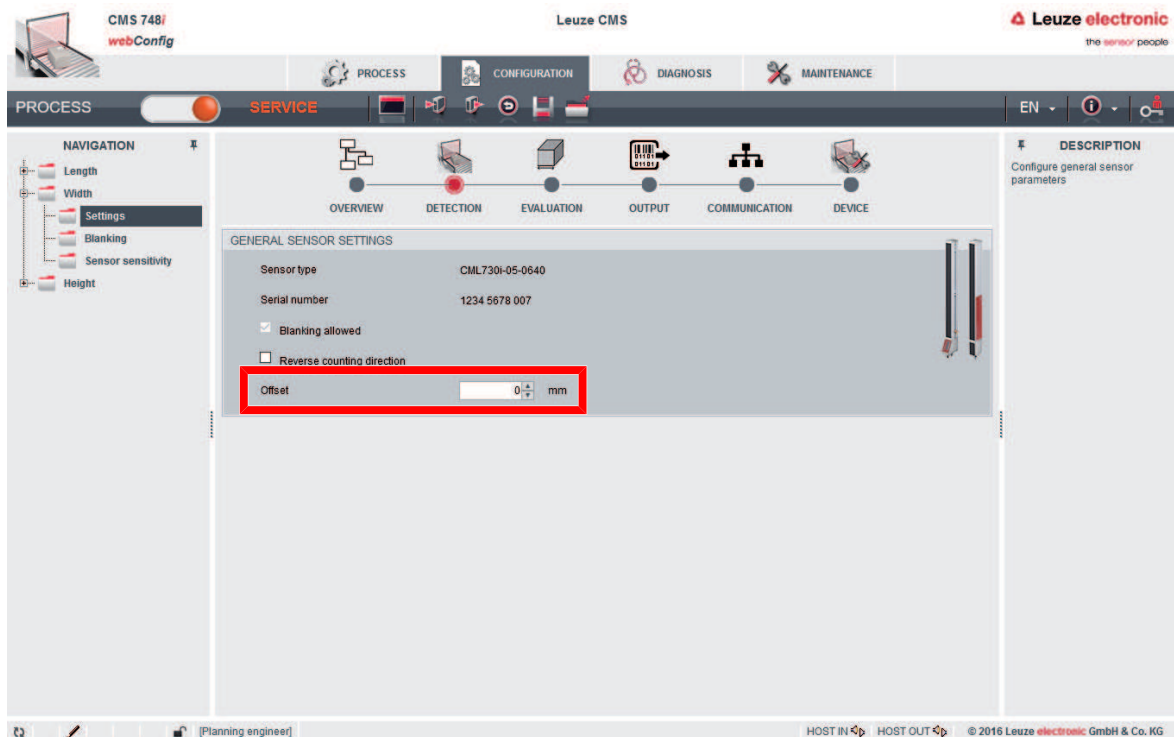 CMS 748i
webConfig
Leuze CMS
Leuze electronic
the sensor people
PROCESS
CONFIGURATION
DIAGNOSIS
MAINTENANCE
PROCESS
SERVICE
EN
NAVIGATION
Length
Width
Settings
Blanking
Sensor sensitivity
Height
OVERVIEW
DETECTION
EVALUATION
OUTPUT
COMMUNICATION
DEVICE
GENERAL SENSOR SETTINGS
Sensor type CML730i-05-0640
Serial number 1234 5678 007
Blanking allowed
Reverse counting direction
Offset 0 mm
DESCRIPTION
Configure general sensor
parameters
[Planning engineer]
HOST IN
HOST OUT
© 2016 Leuze electronic GmbH & Co. KG